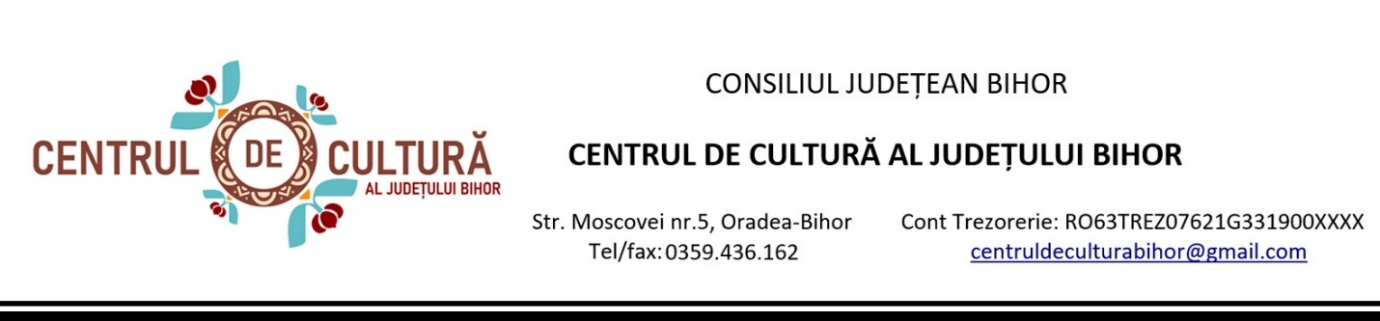 CENTRUL DE CULTURĂ
AL JUDEȚULUI BIHOR
CONSILIUL JUDEȚEAN BIHOR
CENTRUL DE CULTURĂ AL JUDEȚULUI BIHOR
Str. Moscovei nr.5, Oradea-Bihor
Tel/fax: 0359.436.162
Cont Trezorerie: RO63TREZ07621G331900XXXX
centruldeculturabihor@gmail.com